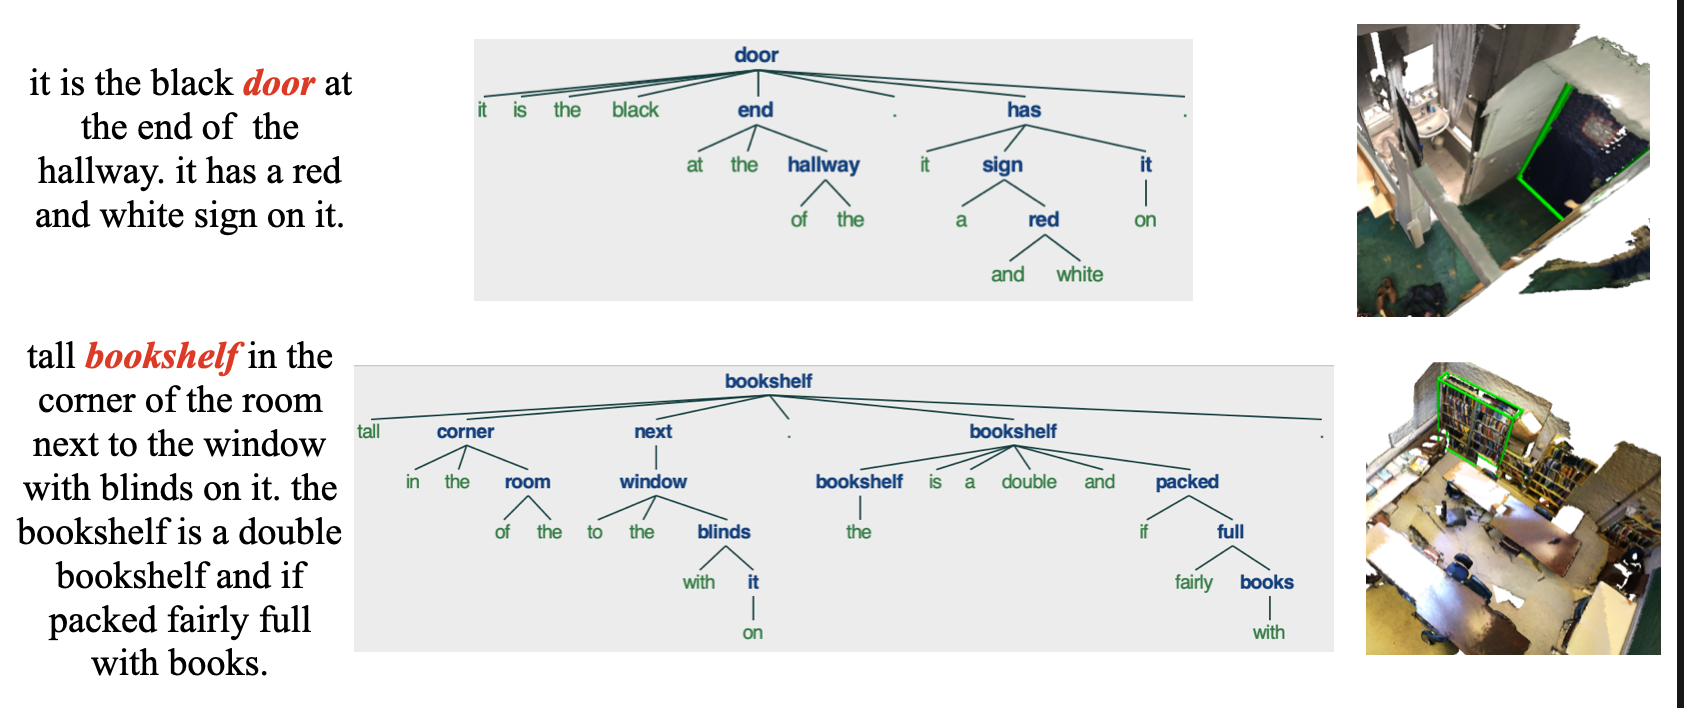 it is the black door at
the end of the
hallway. it has a red
and white sign on it.
door
it is the black end . has .
at the hallway it sign it
of the a red on
and white
tall bookshelf in the
corner of the room
next to the window
with blinds on it. the
bookshelf is a double
bookshelf and if
packed fairly full
with books.
bookshelf
tall corner next . bookshelf .
in the room window bookshelf is a double and packed
of the to the blinds the if full
with it fairly books
on with